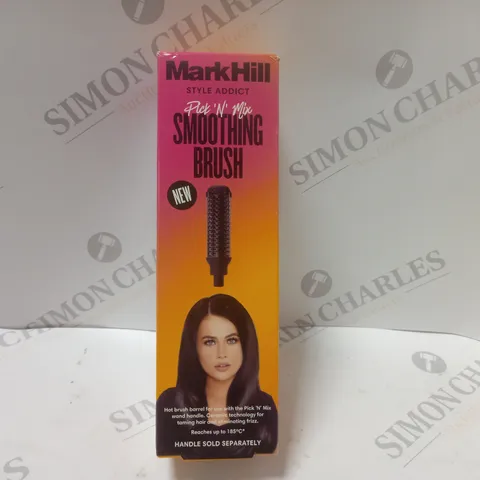 MarkHill
STYLE ADDICT
Pick 'N' Mix
SMOOTHING
BRUSH
NEW
Hot brush barrel for use with the Pick 'N' Mix
wand handle. Ceramic technology for
taming hair and eliminating frizz.
Reaches up to 185°C*
HANDLE SOLD SEPARATELY
SIMON CHARLES
SIMON CHARLES
SIMON CHARLES
SIMON CHARLES
SIMON CHARLES